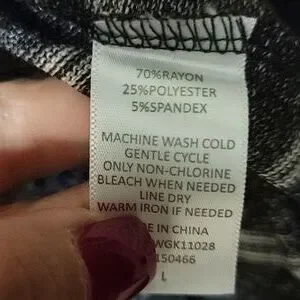 70%RAYON
25%POLYESTER
5%SPANDEX
MACHINE WASH COLD
GENTLE CYCLE
ONLY NON-CHLORINE
BLEACH WHEN NEEDED
LINE DRY
WARM IRON IF NEEDED
IN CHINA
WGK11028
150466
L